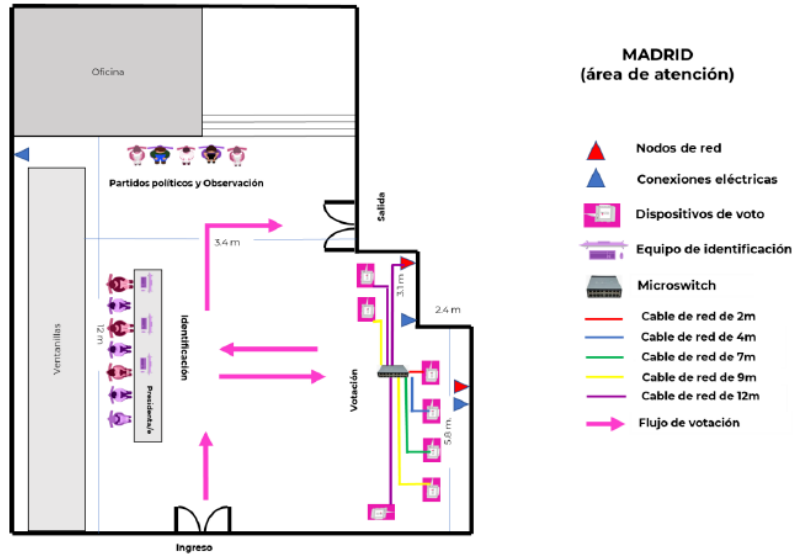 Oficina
Partidos políticos y Observación
Salida
3.4 m
Ventanillas
12 m
Identificación
Presidenta/e
Votación
3.1 m
2.4 m
5.8 m.
Ingreso
MADRID
(área de atención)
Nodos de red
Conexiones eléctricas
Dispositivos de voto
Equipo de identificación
Microswitch
Cable de red de 2m
Cable de red de 4m
Cable de red de 7m
Cable de red de 9m
Cable de red de 12m
Flujo de votación